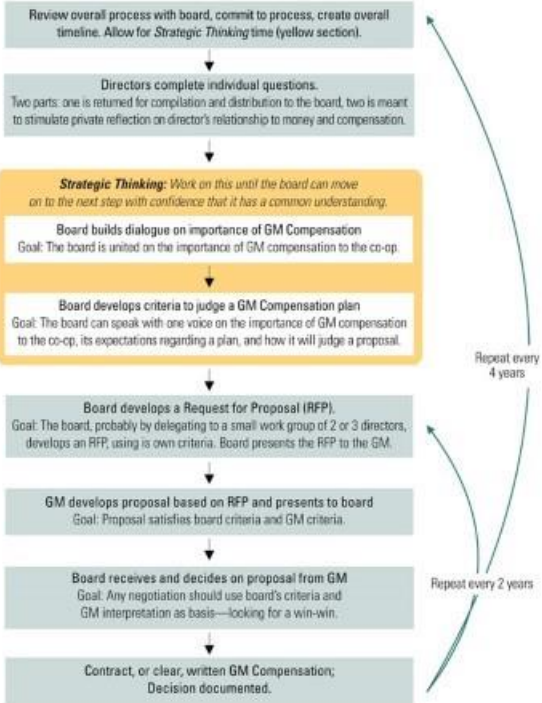 Review overall process with board, commit to process, create overall
timeline. Allow for Strategic Thinking time (yellow section).
Directors complete individual questions.
Two parts: one is returned for compilation and distribution to the board, two is meant
to stimulate private reflection on director's relationship to money and compensation.
Strategic Thinking: Work on this until the board can move
on to the next step with confidence that it has a common understanding.
Board builds dialogue on importance of GM Compensation
Goal: The board is united on the importance of GM compensation to the co-op.
Board develops criteria to judge a GM Compensation plan
Goal: The board can speak with one voice on the importance of GM compensation
to the co-op, its expectations regarding a plan, and how it will judge a proposal.
Repeat every
4 years
Board develops a Request for Proposal (RFP).
Goal: The board, probably by delegating to a small work group of 2 or 3 directors,
develops an RFP, using is own criteria. Board presents the RFP to the GM.
GM develops proposal based on RFP and presents to board
Goal: Proposal satisfies board criteria and GM criteria.
Board receives and decides on proposal from GM
Goal: Any negotiation should use board's criteria and
GM interpretation as basis—looking for a win-win.
Repeat every 2 years
Contract, or clear, written GM Compensation;
Decision documented.